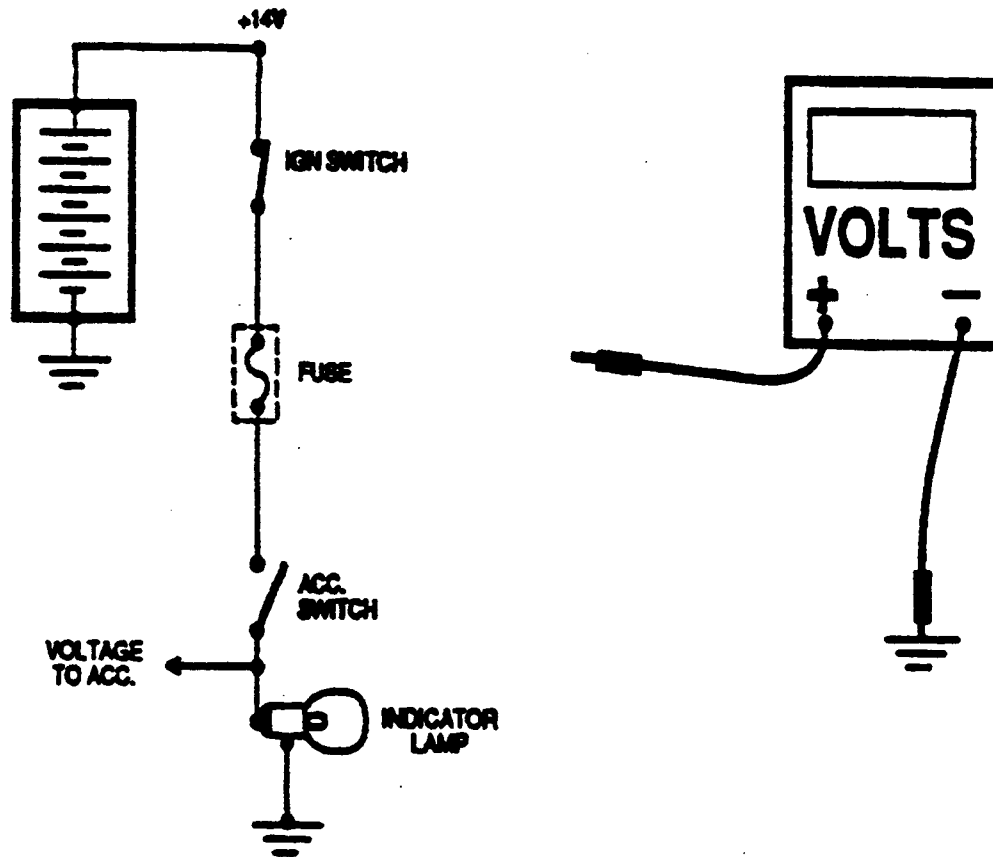 +14V
IGN SWITCH
VOLTS
+ −
FUSE
ACC.
SWITCH
VOLTAGE
TO ACC.
INDICATOR
LAMP